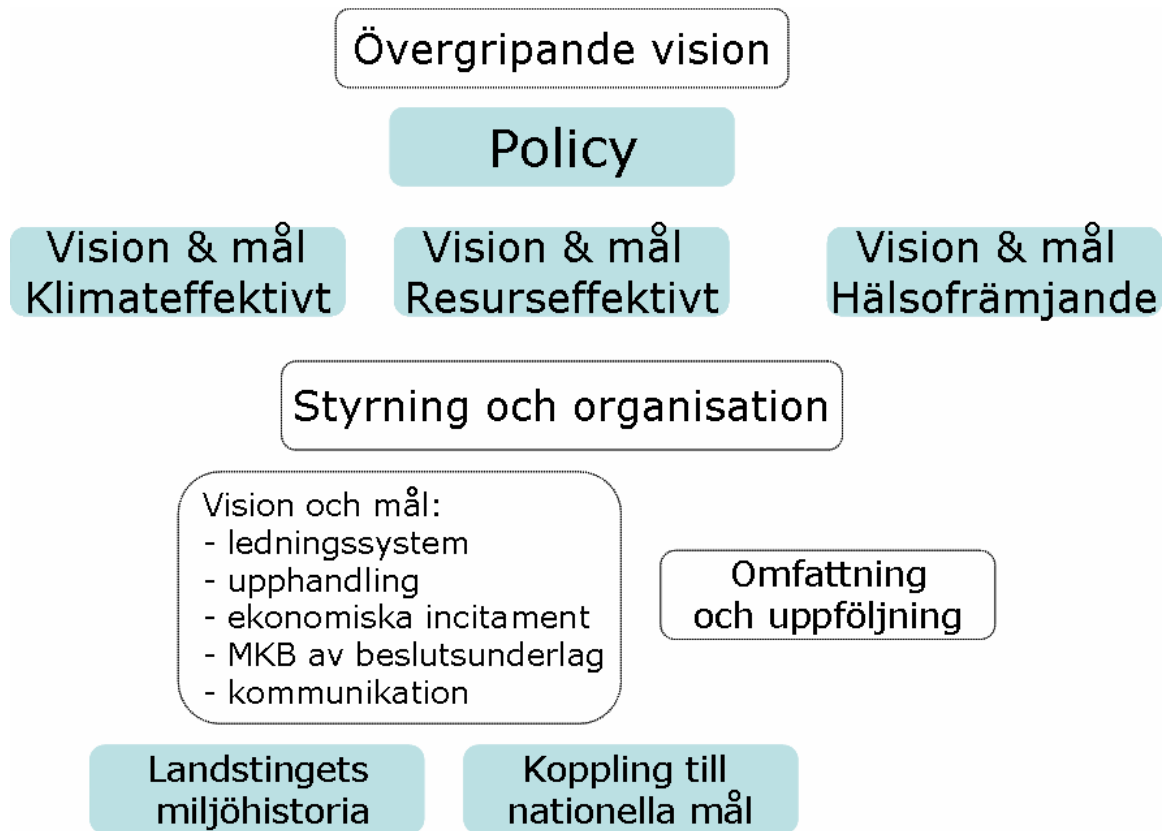 Övergripande vision
Policy
Vision & mål
Klimateffektivt
Vision & mål
Resurseffektivt
Vision & mål
Hälsofrämjande
Styrning och organisation
Vision och mål:
- ledningssystem
- upphandling
- ekonomiska incitament
- MKB av beslutsunderlag
- kommunikation
Omfattning
och uppföljning
Landstingets
miljöhistoria
Koppling till
nationella mål